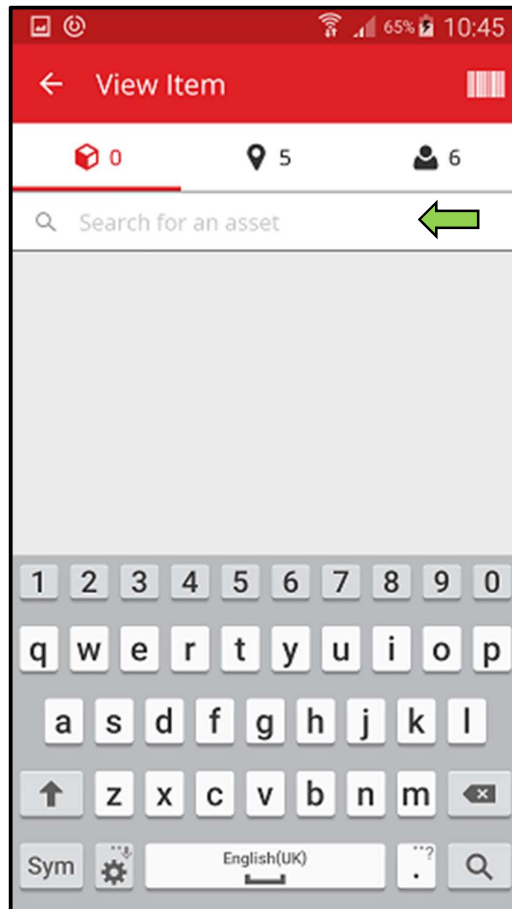 65% 10:45
View Item
0 5 6
Search for an asset
1 2 3 4 5 6 7 8 9 0
q w e r t y u i o p
a s d f g h j k l
z x c v b n m
Sym English(UK) . ...?